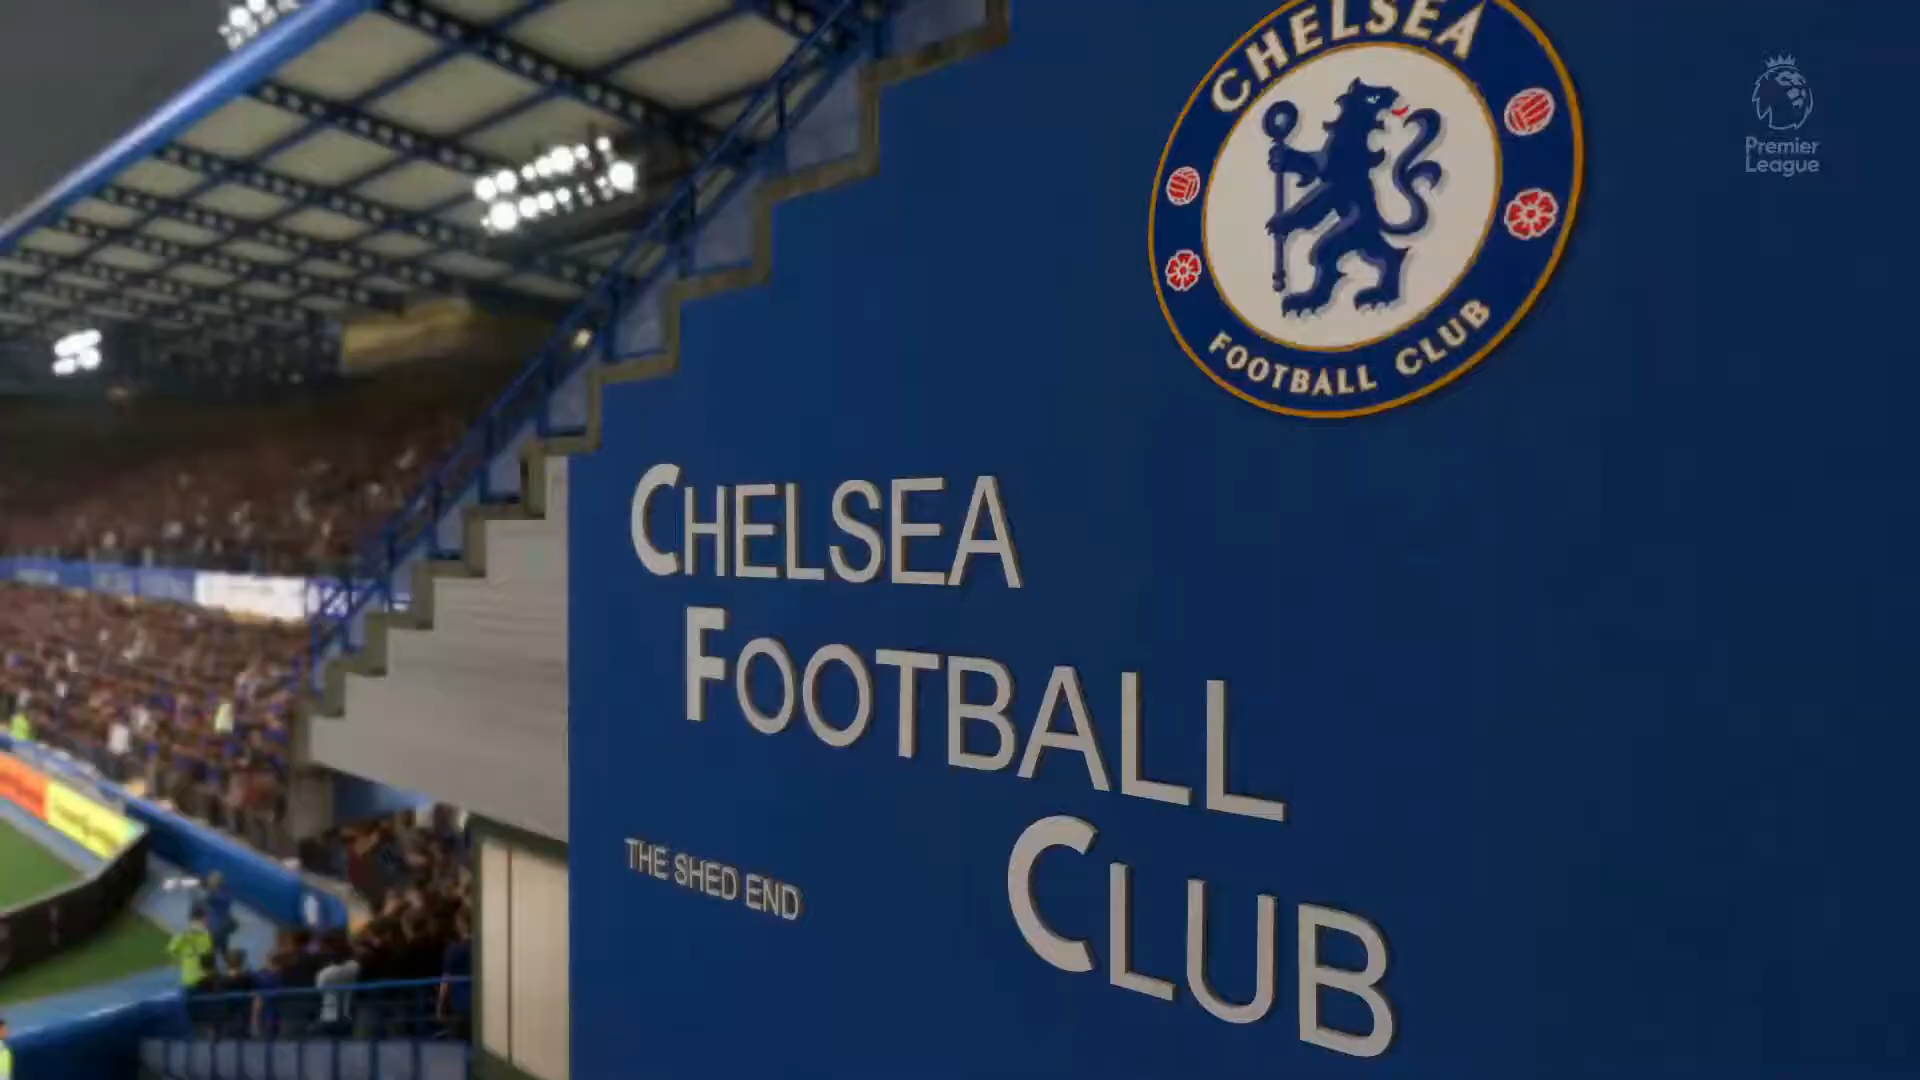 CHELSEA
FOOTBALL CLUB
Premier
League
CHELSEA
FOOTBALL
CLUB
THE SHED END